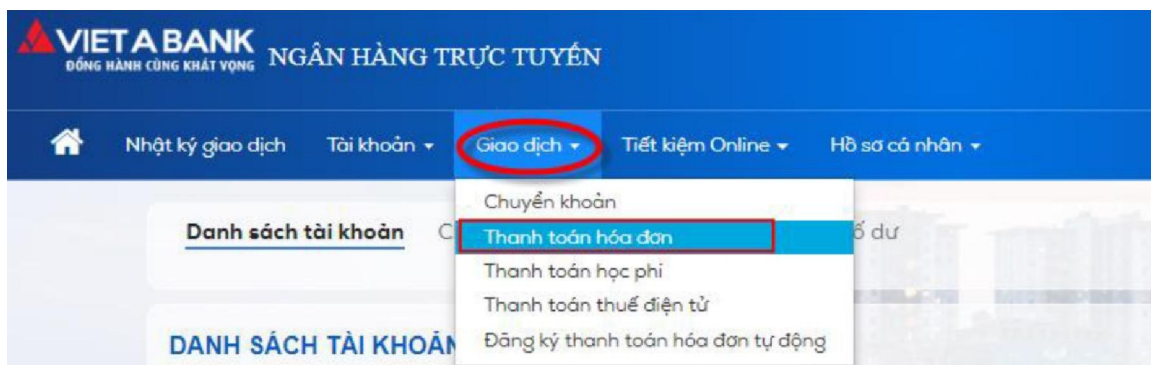 VIET A BANK
ĐỒNG HÀNH CÙNG KHÁT VỌNG
NGÂN HÀNG TRỰC TUYẾN
Nhật ký giao dịch Tài khoản Giao dịch Tiết kiệm Online Hồ sơ cá nhân
Chuyển khoản
Danh sách tài khoản
Thanh toán hóa đơn
dư
Thanh toán học phí
Thanh toán thuế điện tử
DANH SÁCH TÀI KHOẢN
Đăng ký thanh toán hóa đơn tự động